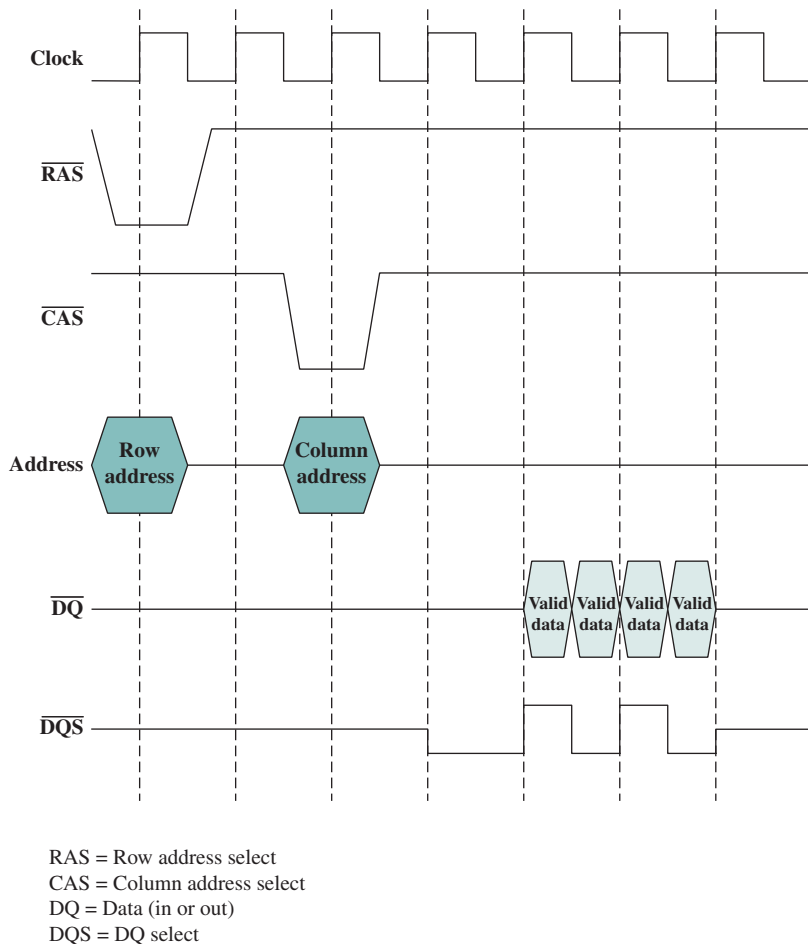 Clock
RAS
CAS
Address
Row
address
Column
address
DQ
Valid
data
Valid
data
Valid
data
Valid
data
DQS
RAS = Row address select
CAS = Column address select
DQ = Data (in or out)
DQS = DQ select